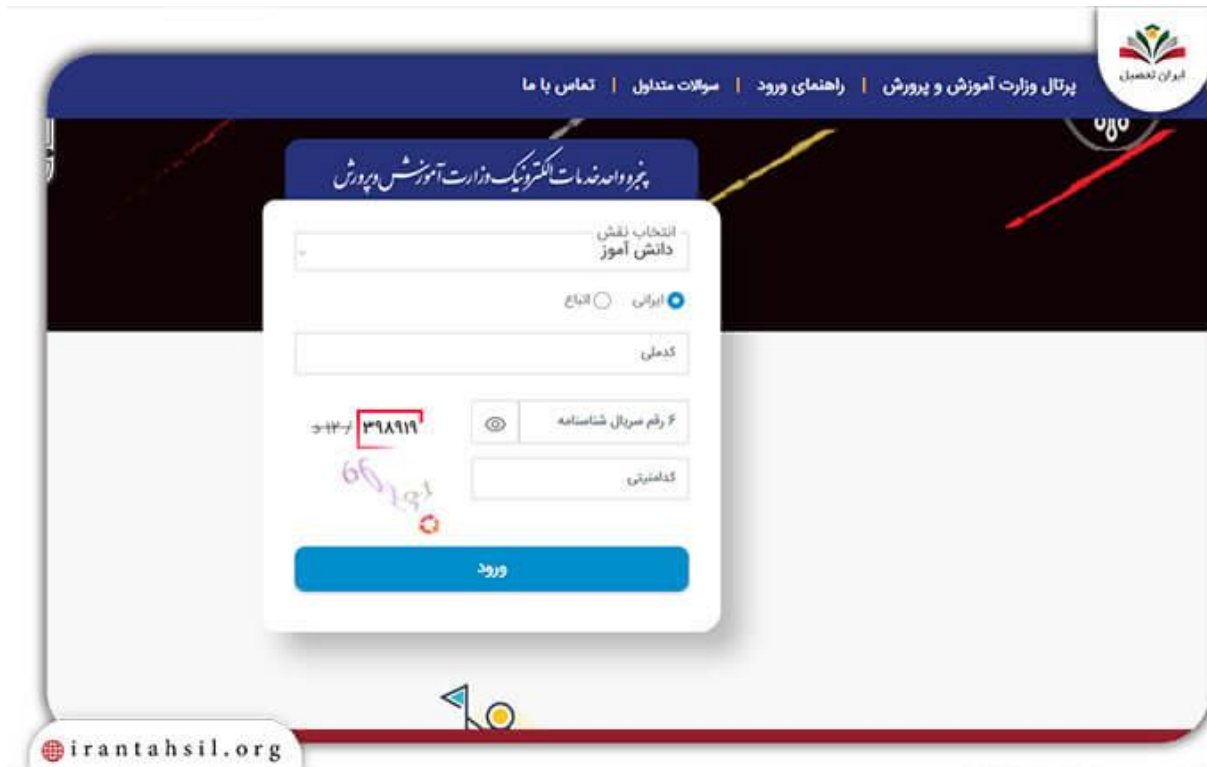 ایران تحصیل
پرتال وزارت آموزش و پرورش | راهنمای ورود | سوالات متداول | تماس با ما
پنجره واحد خدمات الکترونیک وزارت آموزش و پرورش
انتخاب نقش
دانش آموز
ایرانی اتباع
کدملی
۶ رقم سریال شناسنامه
۳۹۸۹۱۹
کدامنیتی
ورود
irantahsil.org